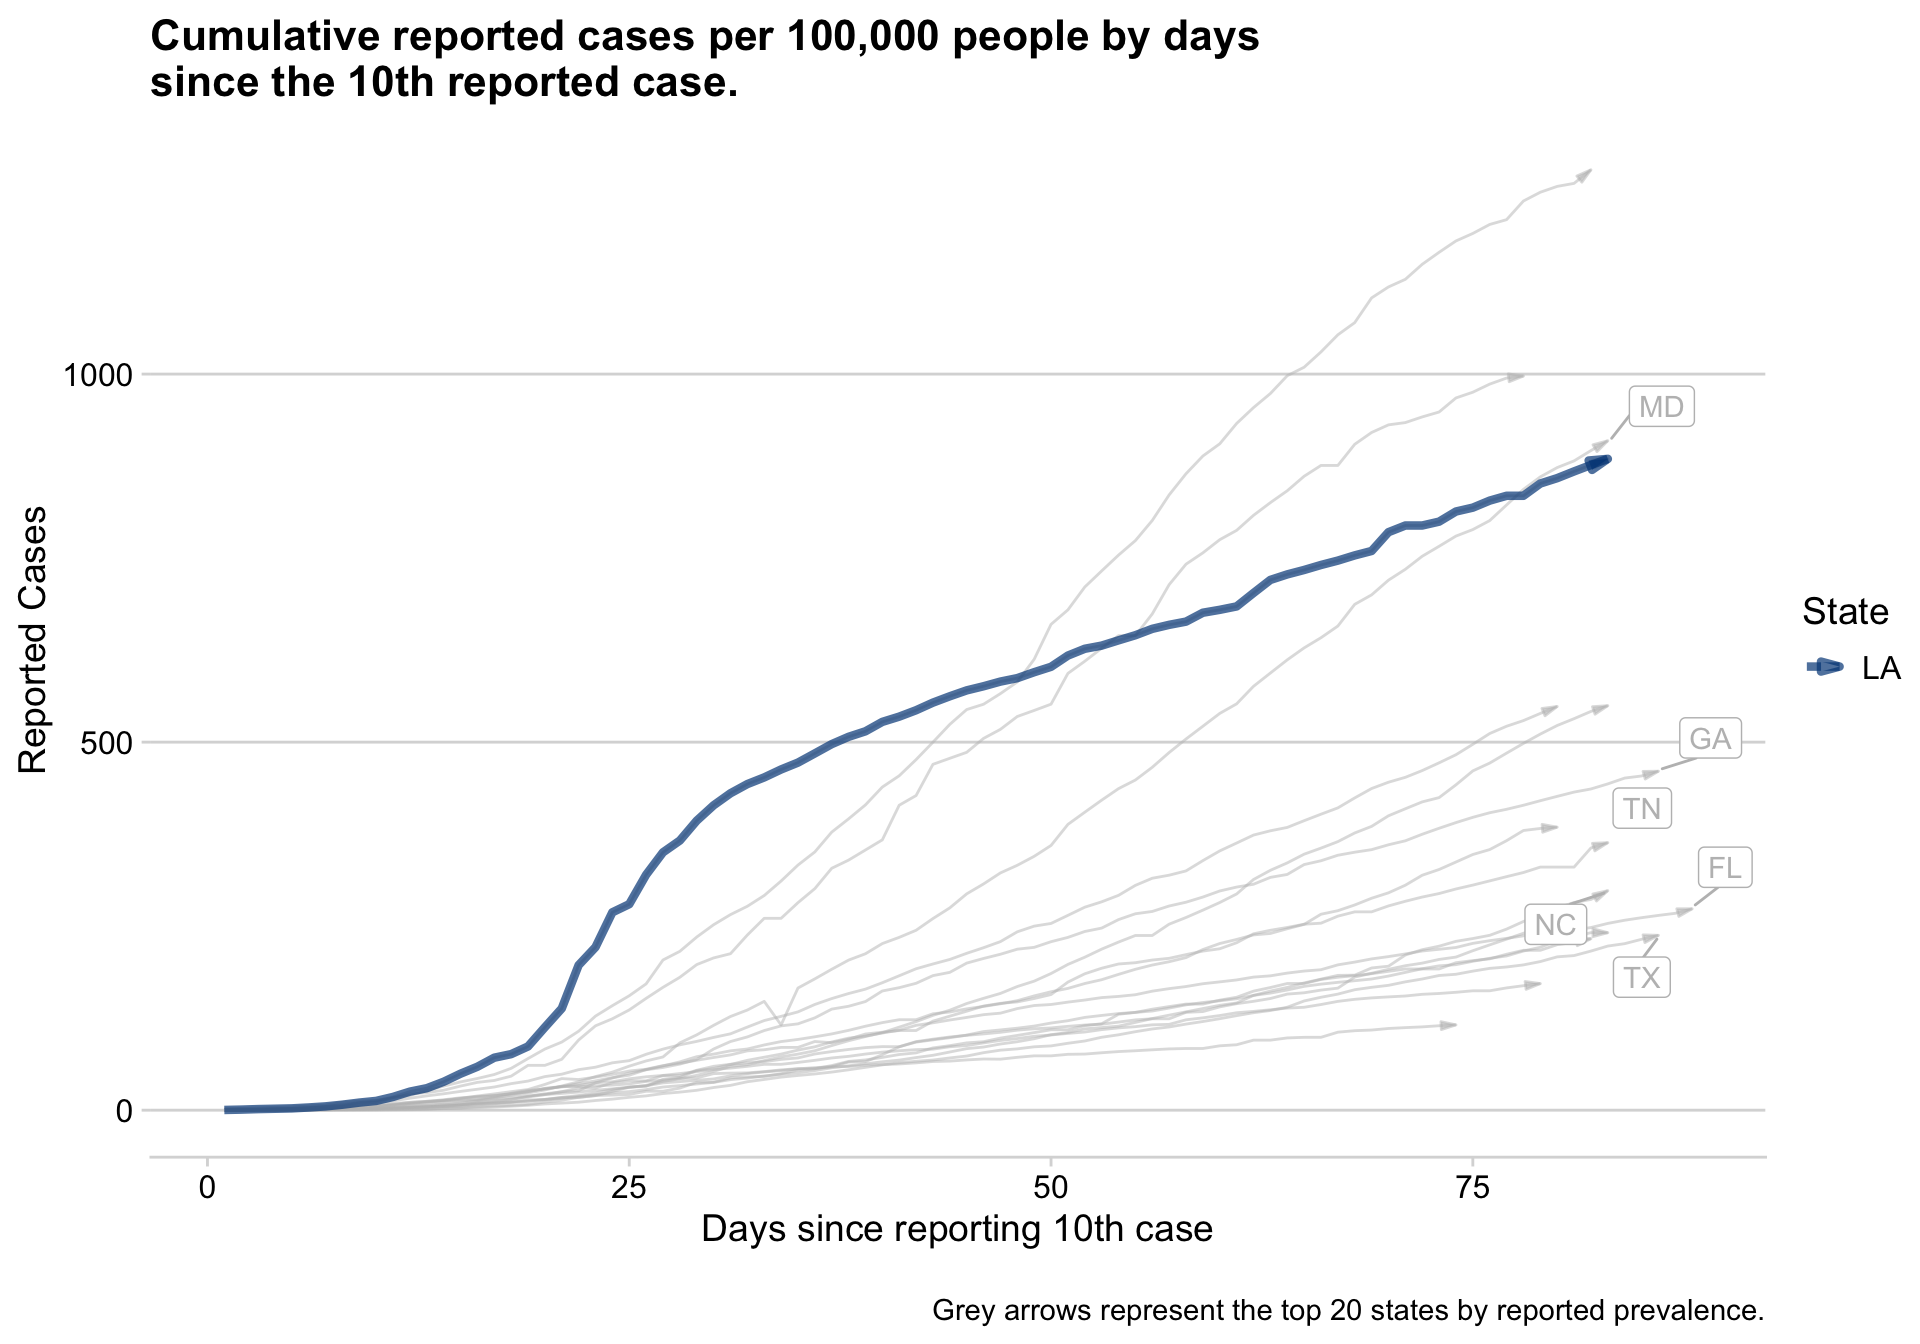 Cumulative reported cases per 100,000 people by days
since the 10th reported case.
1000
MD
Reported Cases
State
LA
500
GA
TN
FL
NC
TX
0
0 25 50 75
Days since reporting 10th case
Grey arrows represent the top 20 states by reported prevalence.